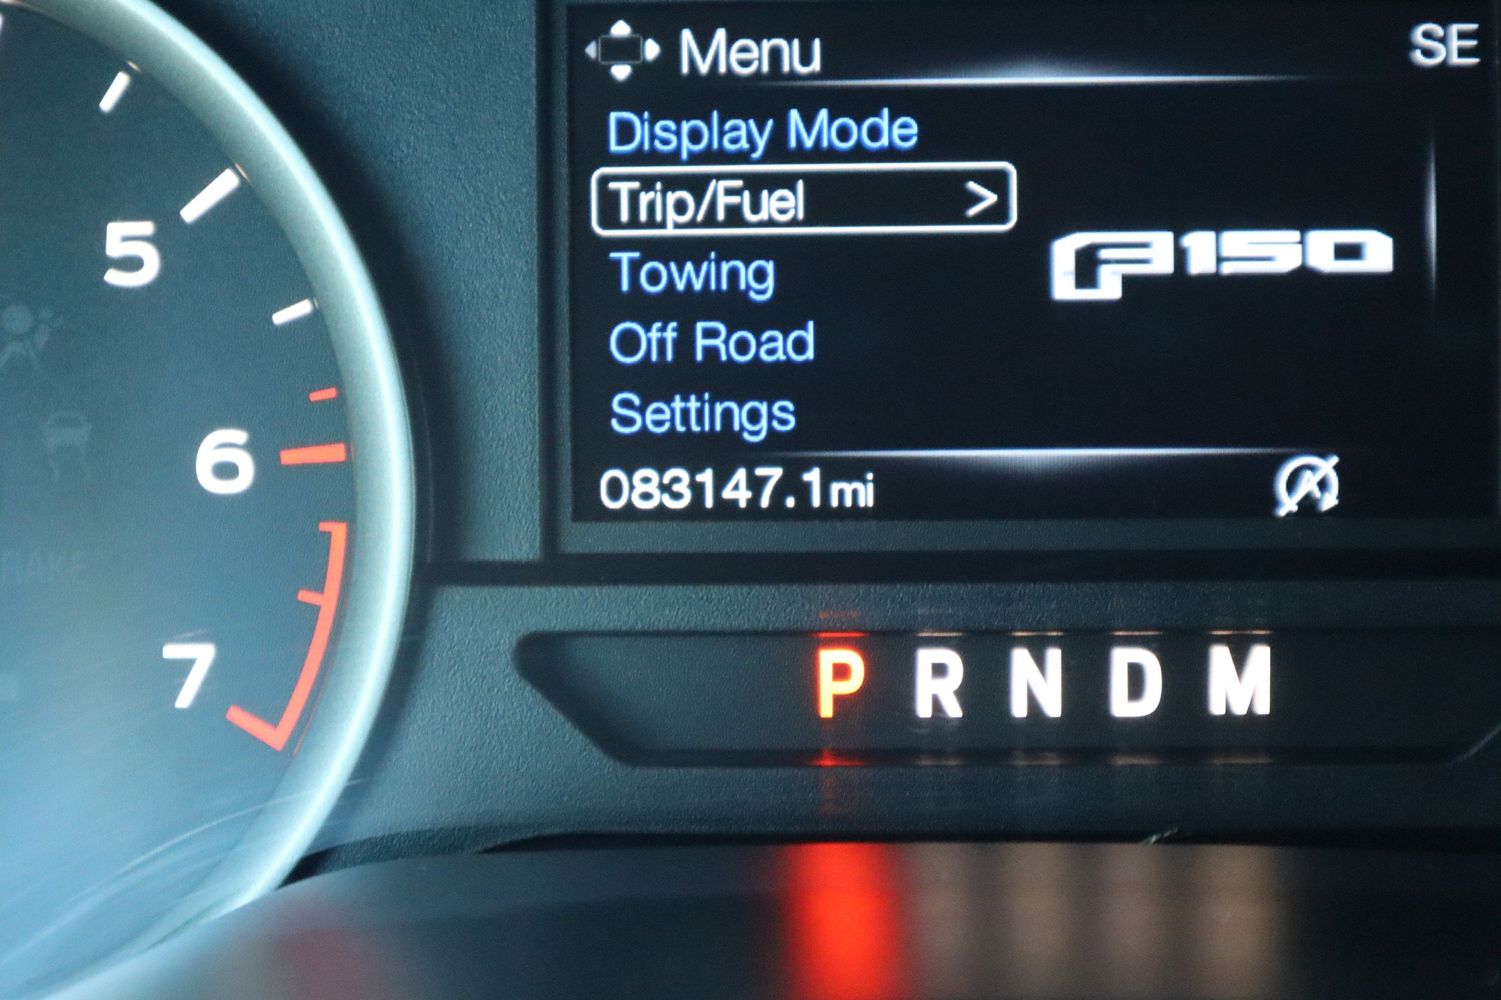 Menu
SE
Display Mode
Trip/Fuel >
Towing
Off Road
Settings
F150
083147.1mi
5
6
7
P R N D M